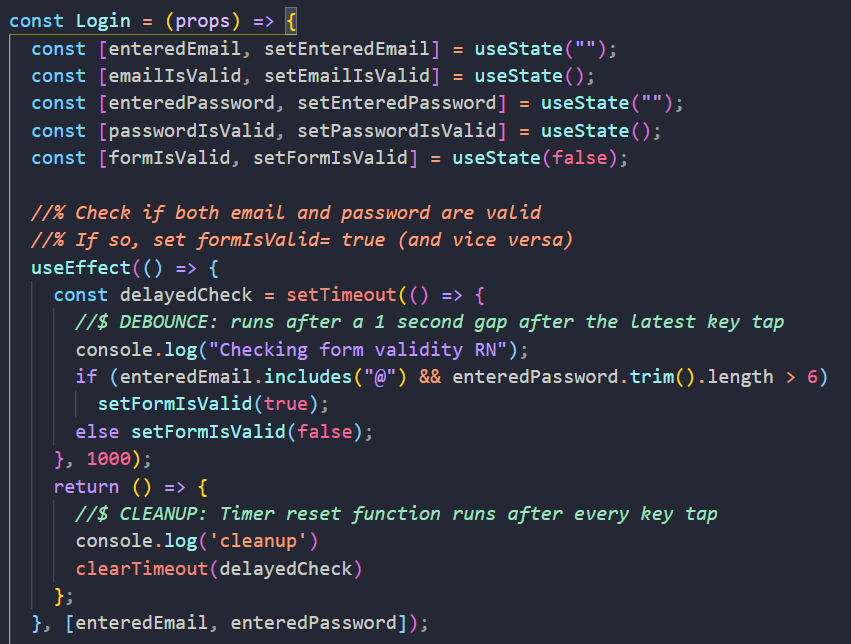 const Login = (props) => {
const [enteredEmail, setEnteredEmail] = useState("");
const [emailIsValid, setEmailIsValid] = useState();
const [enteredPassword, setEnteredPassword] = useState("");
const [passwordIsValid, setPasswordIsValid] = useState();
const [formIsValid, setFormIsValid] = useState(false);
//% Check if both email and password are valid
//% If so, set formIsValid= true (and vice versa)
useEffect(() => {
const delayedCheck = setTimeout(() => {
//$ DEBOUNCE: runs after a 1 second gap after the latest key tap
console.log("Checking form validity RN");
if (enteredEmail.includes("@") && enteredPassword.trim().length > 6)
setFormIsValid(true);
else setFormIsValid(false);
}, 1000);
return () => {
//$ CLEANUP: Timer reset function runs after every key tap
console.log('cleanup')
clearTimeout(delayedCheck)
};
}, [enteredEmail, enteredPassword]);